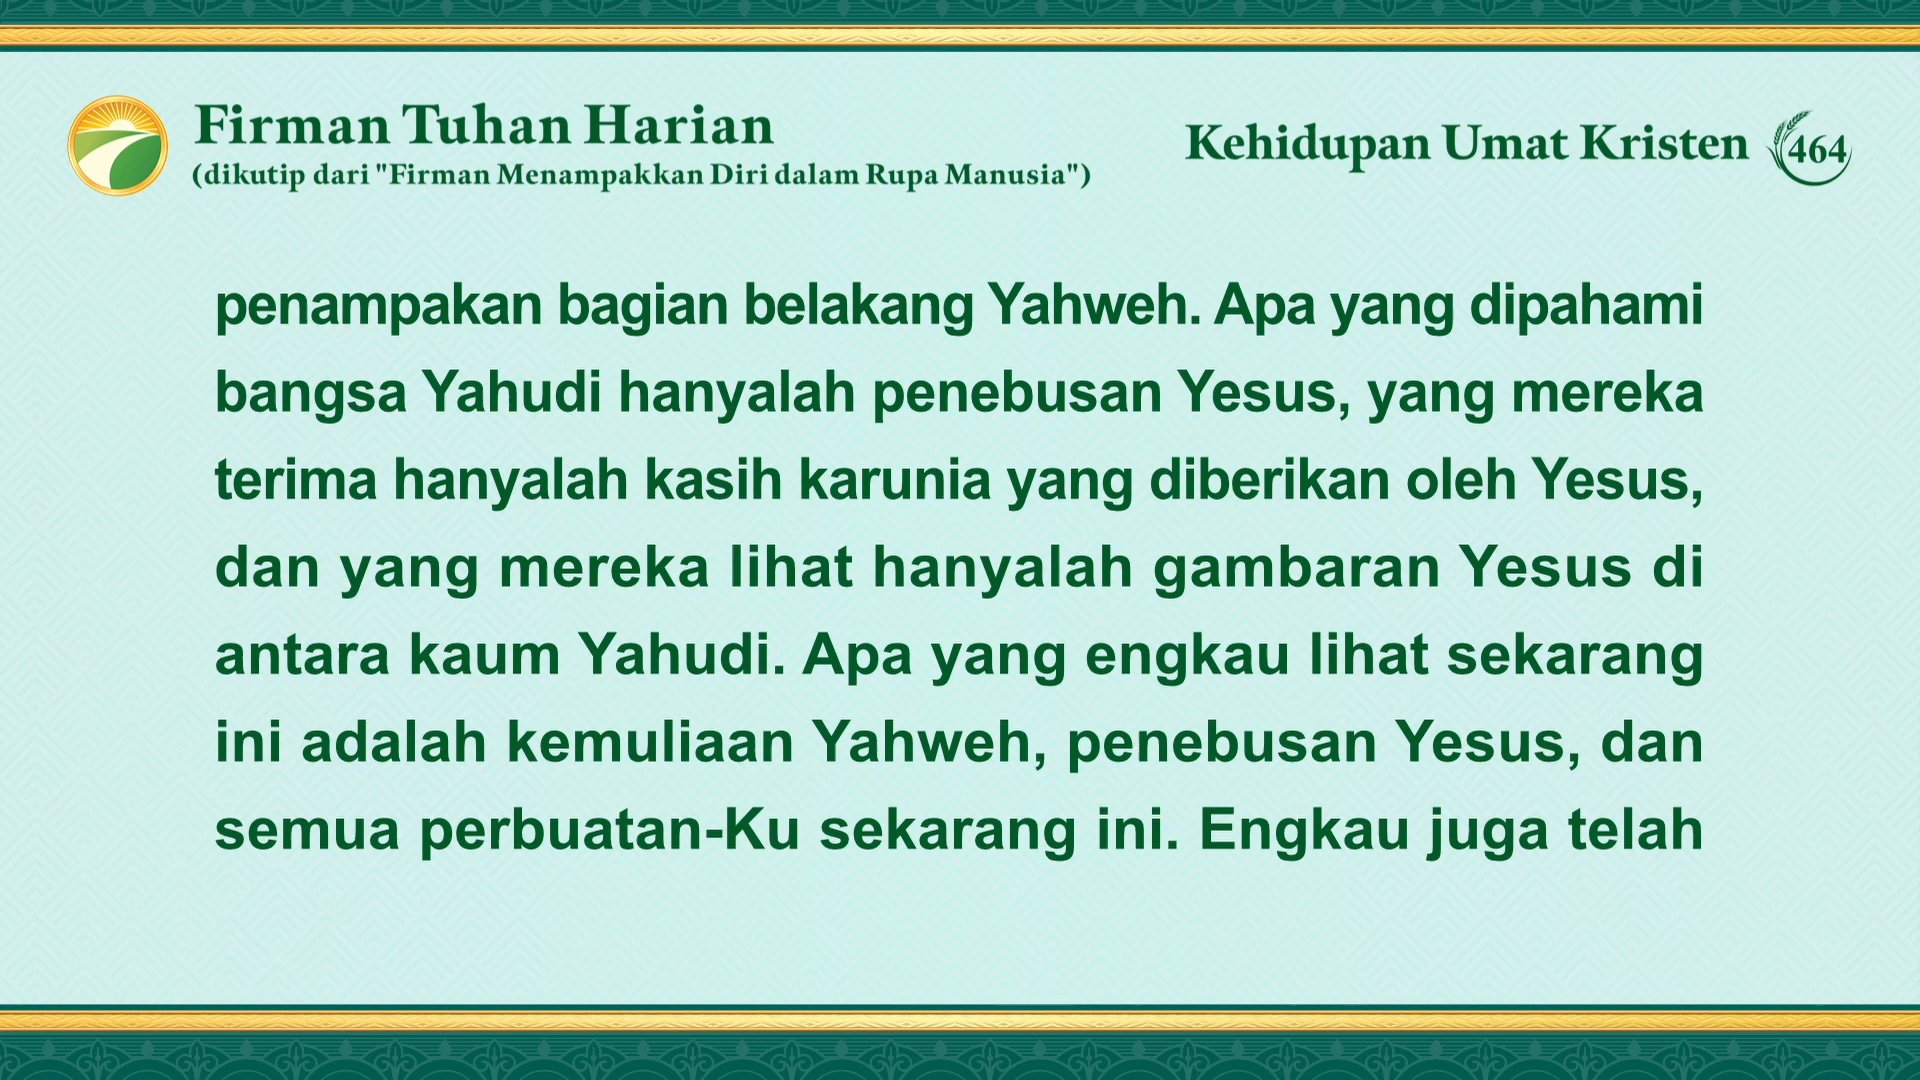 Firman Tuhan Harian
(dikutip dari "Firman Menampakkan Diri dalam Rupa Manusia")
Kehidupan Umat Kristen 464
penampakan bagian belakang Yahweh. Apa yang dipahami
bangsa Yahudi hanyalah penebusan Yesus, yang mereka
terima hanyalah kasih karunia yang diberikan oleh Yesus,
dan yang mereka lihat hanyalah gambaran Yesus di
antara kaum Yahudi. Apa yang engkau lihat sekarang
ini adalah kemuliaan Yahweh, penebusan Yesus, dan
semua perbuatan-Ku sekarang ini. Engkau juga telah